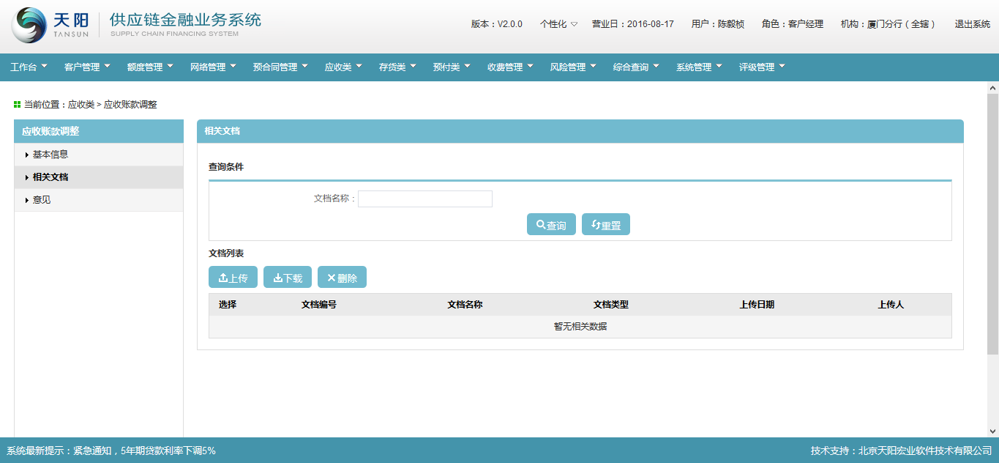 天阳 供应链金融业务系统
TANSUN SUPPLY CHAIN FINANCING SYSTEM
版本：V2.0.0 个性化 营业日：2016-08-17 用户：陈毅桢 角色：客户经理 机构：厦门分行（全辖） 退出系统
工作台 客户管理 额度管理 网络管理 预合同管理 应收类 存货类 预付类 收费管理 风险管理 综合查询 系统管理 评级管理
当前位置：应收类 > 应收账款调整
应收账款调整
基本信息
相关文档
意见
相关文档
查询条件
文档名称：
查询 重置
文档列表
上传 下载 删除
选择 文档编号 文档名称 文档类型 上传日期 上传人
暂无相关数据
系统最新提示：紧急通知，5年期贷款利率下调5% 技术支持：北京天阳宏业软件技术有限公司